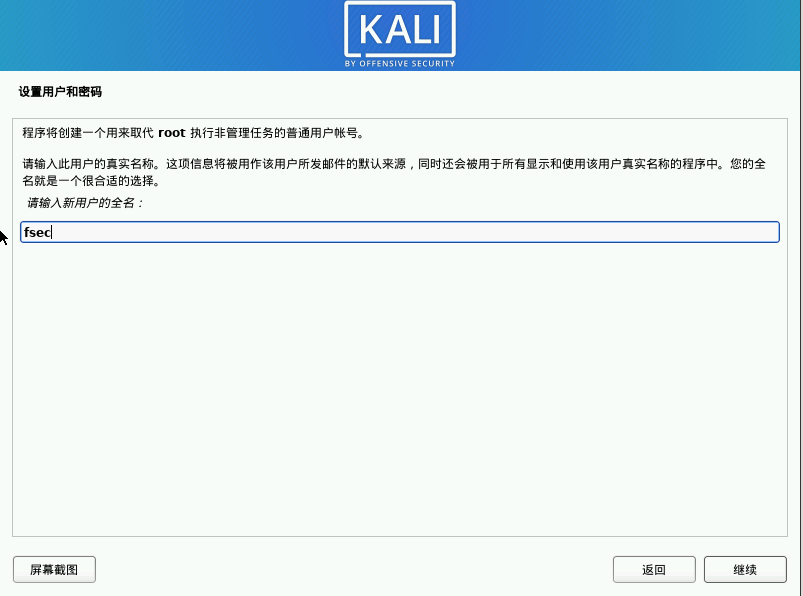 KALI
BY OFFENSIVE SECURITY
设置用户和密码
程序将创建一个用来取代 root 执行非管理任务的普通用户帐号。
请输入此用户的真实名称。这项信息将被用作该用户所发邮件的默认来源，同时还会被用于所有显示和使用该用户真实名称的程序中。您的全
名就是一个很合适的选择。
请输入新用户的全名：
fsec
屏幕截图
返回
继续